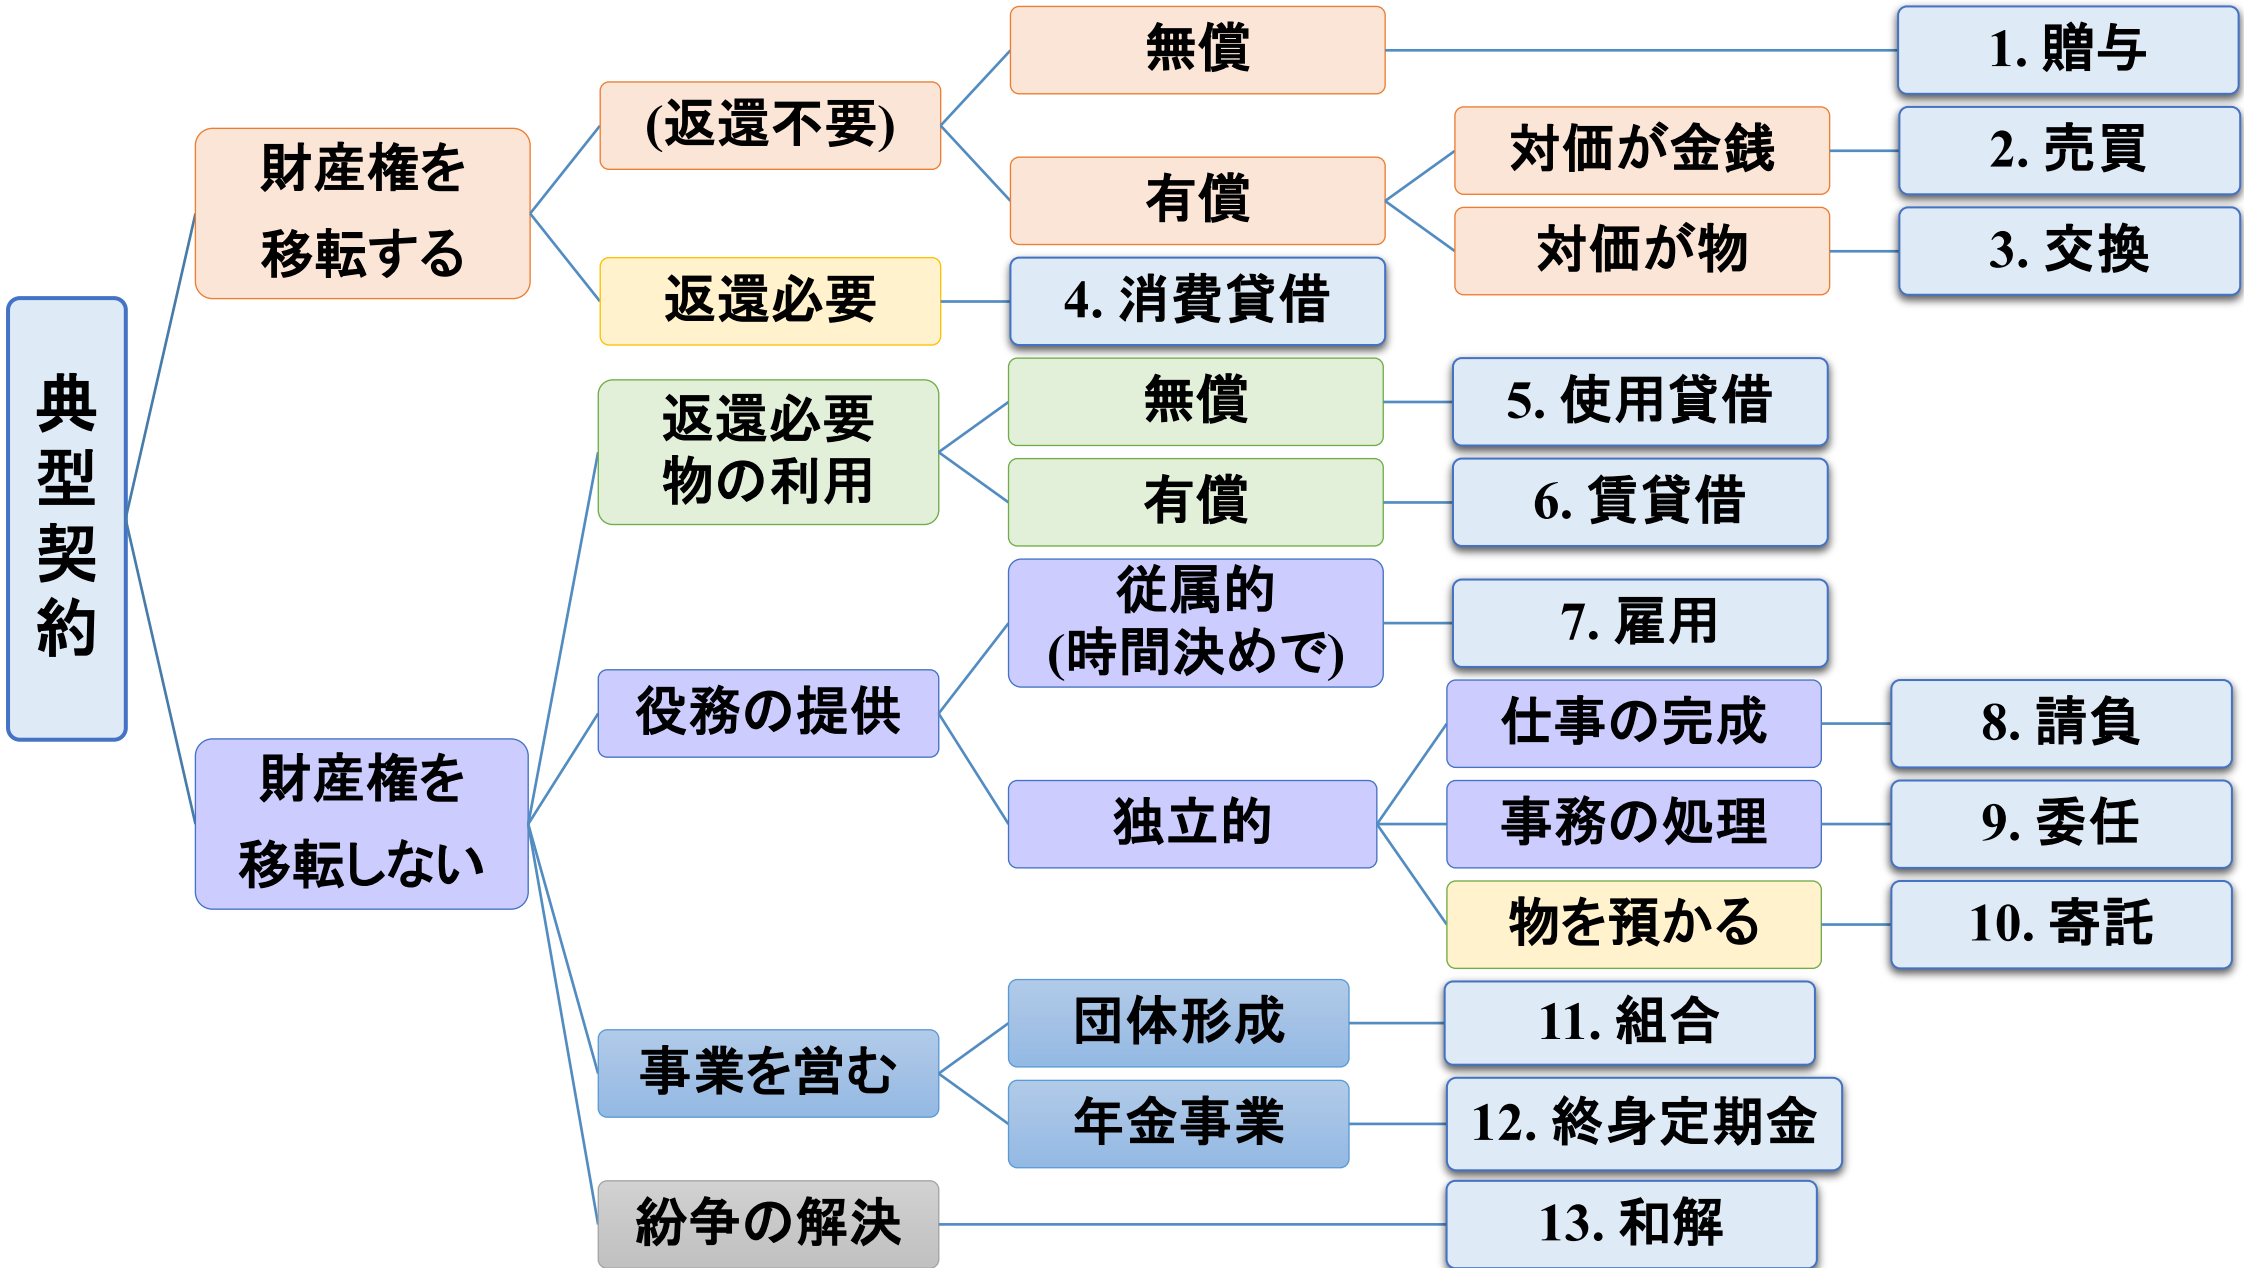 典型契約
財産権を
移転する
(返還不要)
無償
1. 贈与
有償
対価が金銭
2. 売買
対価が物
3. 交換
返還必要
4. 消費貸借
財産権を
移転しない
返還必要
物の利用
無償
5. 使用貸借
有償
6. 賃貸借
役務の提供
従属的
(時間決めで)
7. 雇用
独立的
仕事の完成
8. 請負
事務の処理
9. 委任
物を預かる
10. 寄託
事業を営む
団体形成
11. 組合
年金事業
12. 終身定期金
紛争の解決
13. 和解